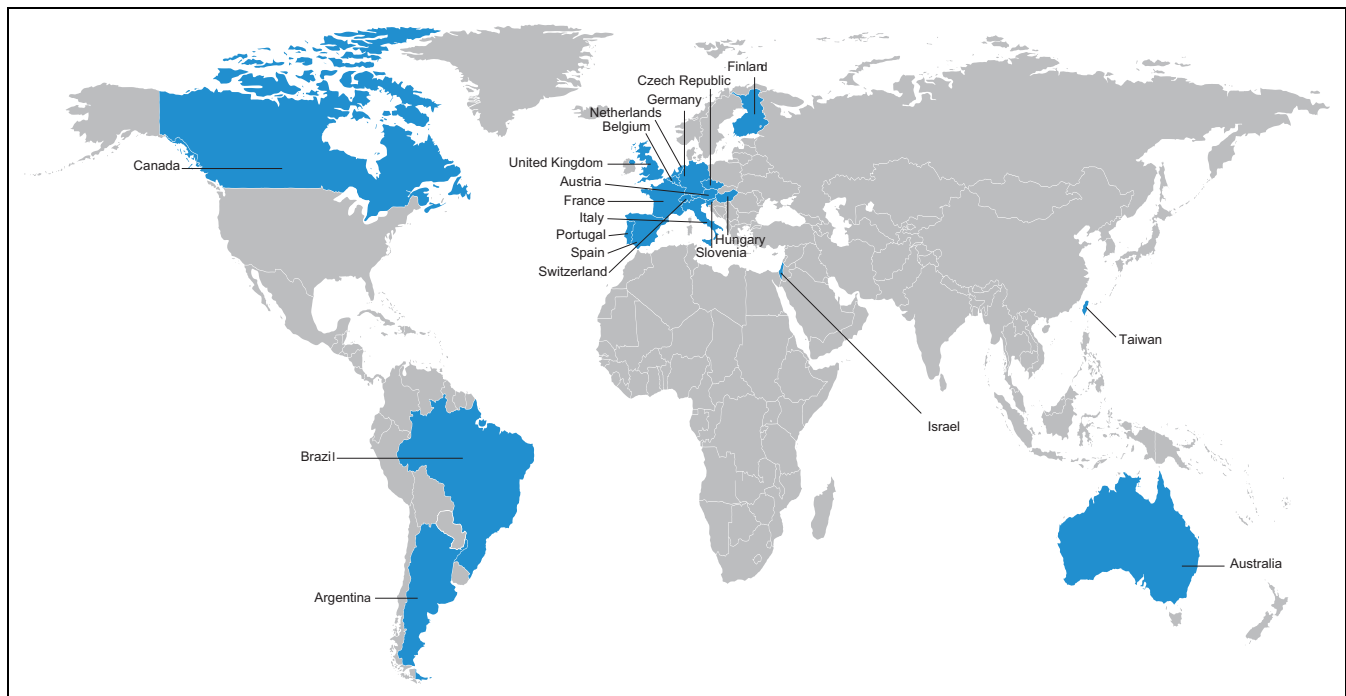 Finland
Czech Republic
Germany
Netherlands
Belgium
United Kingdom
Canada
Austria
France
Italy
Portugal
Hungary
Spain
Slovenia
Switzerland
Taiwan
Israel
Brazil
Australia
Argentina